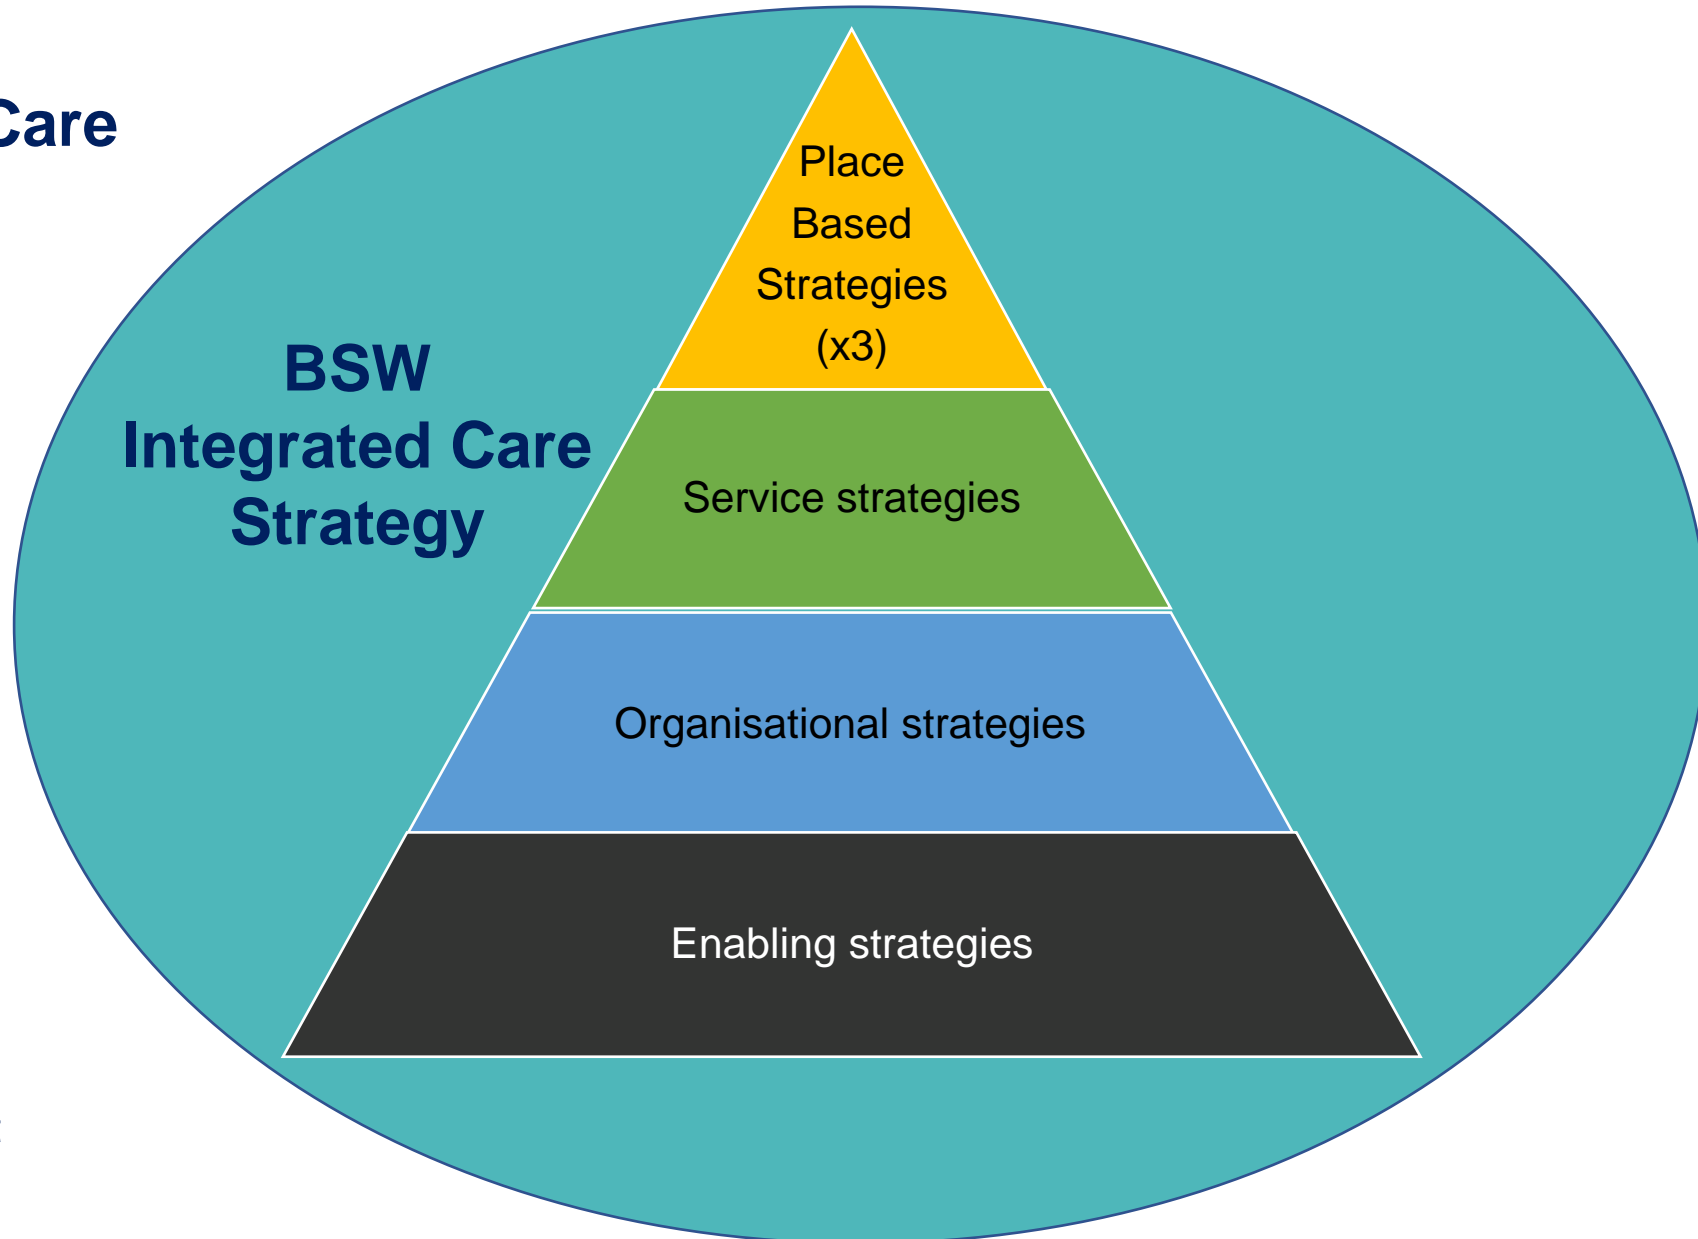 Care
Place
Based
Strategies
(x3)
BSW
Integrated Care
Strategy
Service strategies
Organisational strategies
Enabling strategies